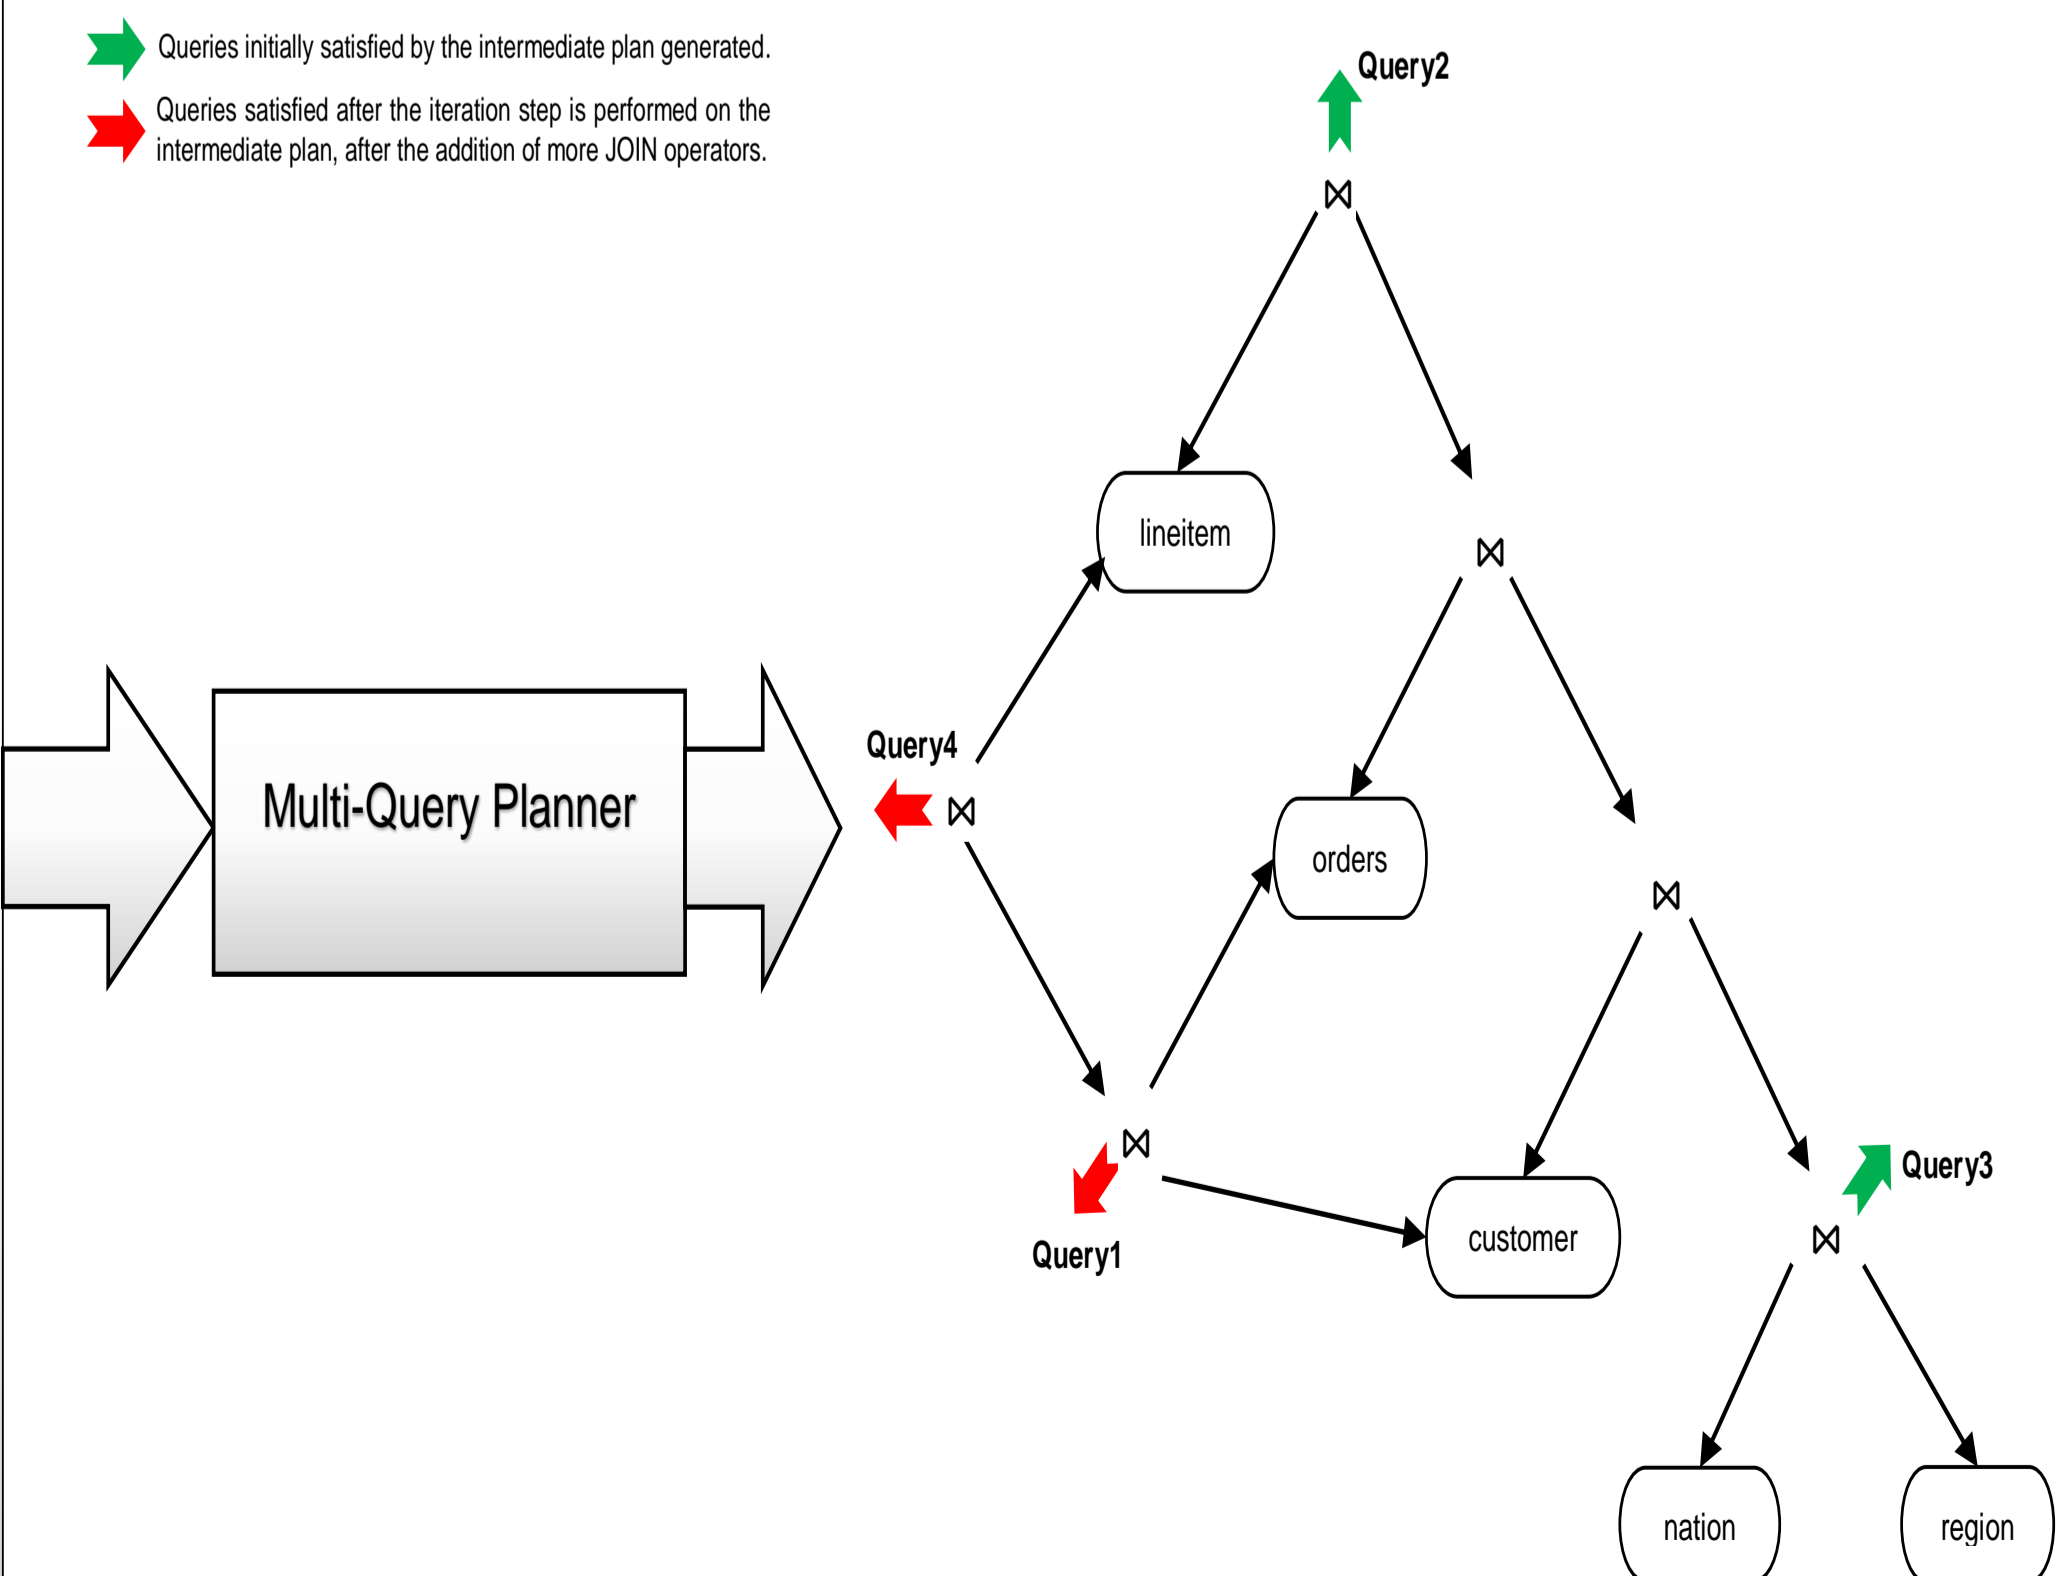 Queries initially satisfied by the intermediate plan generated.
Queries satisfied after the iteration step is performed on the
intermediate plan, after the addition of more JOIN operators.
Query2
⋈
lineitem
⋈
Query4
Multi-Query Planner
⋈
orders
⋈
⋈
Query3
Query1
customer
⋈
nation
region